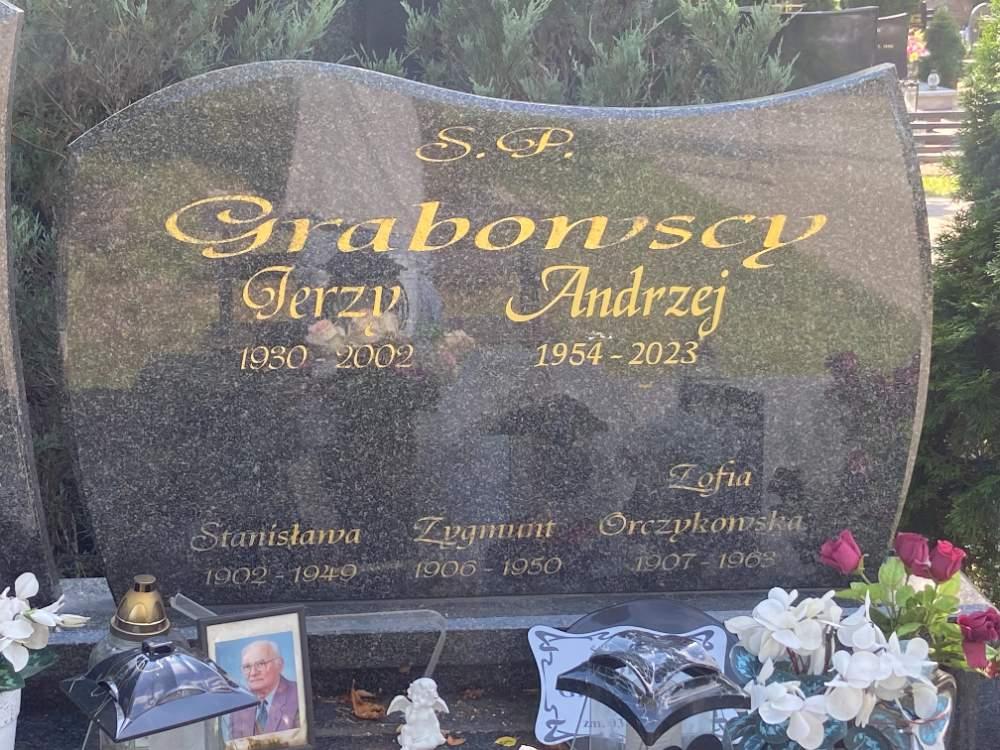 S.P.
Grabowscy
Jerzy Andrzej
1930 - 2002 1954 - 2023
Zofia
Stanisława Zygmunt Orczykowska
1902 - 1949 1906 - 1950 1907 - 1963